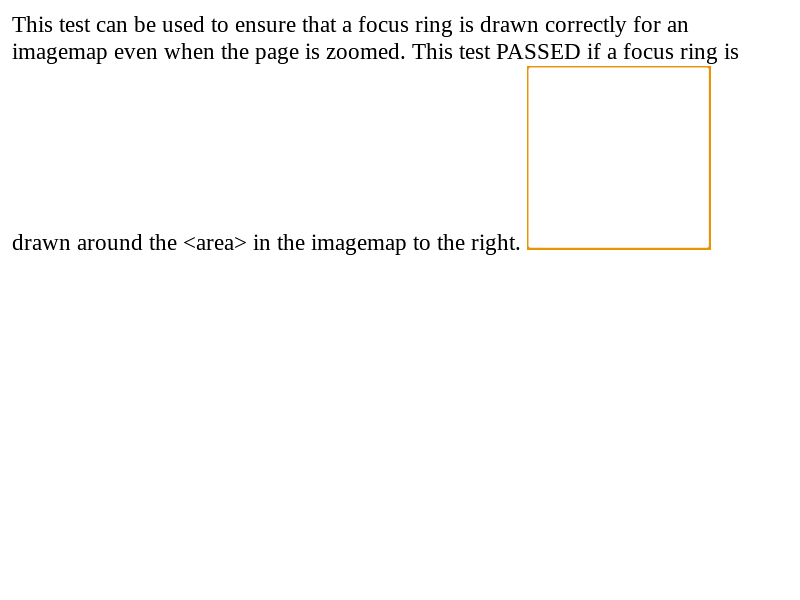 This test can be used to ensure that a focus ring is drawn correctly for an
imagemap even when the page is zoomed. This test PASSED if a focus ring is
drawn around the <area> in the imagemap to the right.